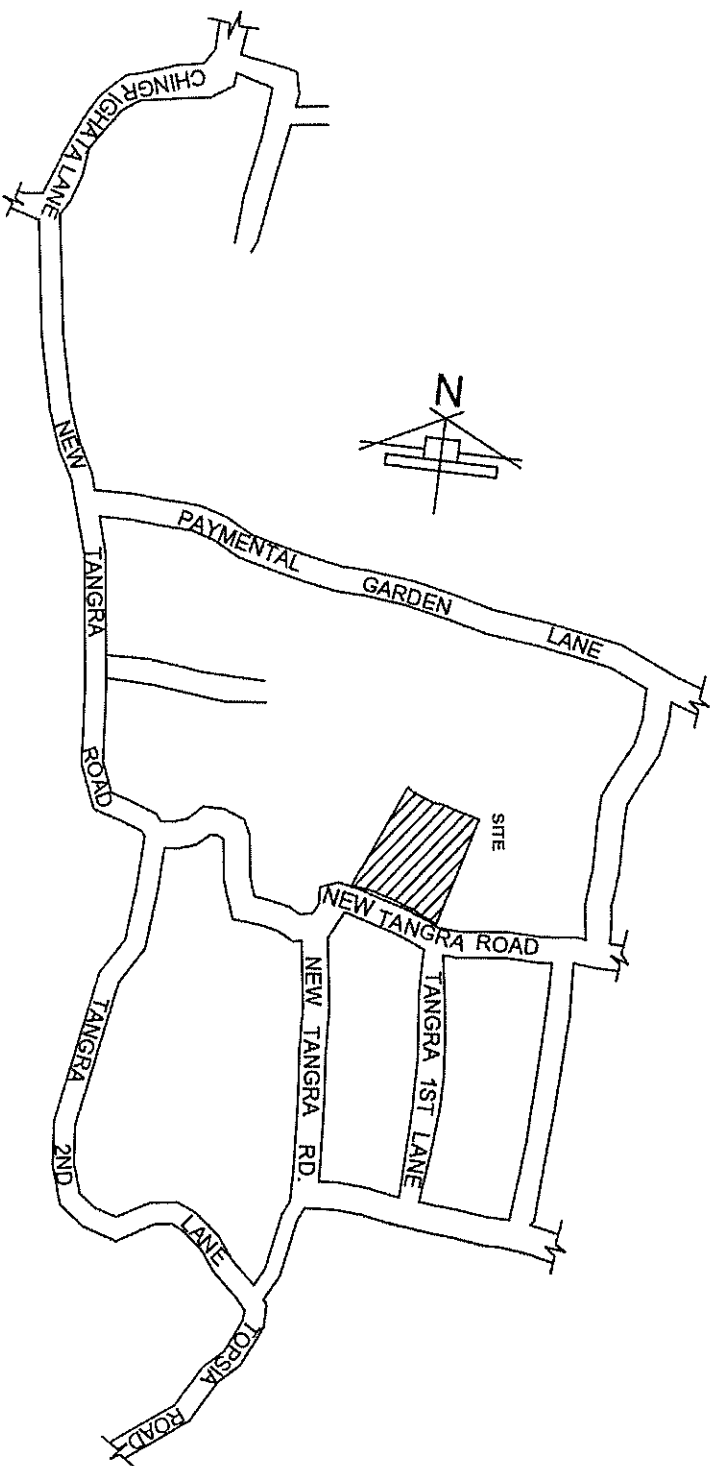 CHINGRIGHATA LANE
N
NEW TANGRA ROAD
PAYMENTAL GARDEN LANE
SITE
NEW TANGRA ROAD
NEW TANGRA RD.
TANGRA 1ST LANE
TANGRA 2ND LANE
TOPSIA ROAD